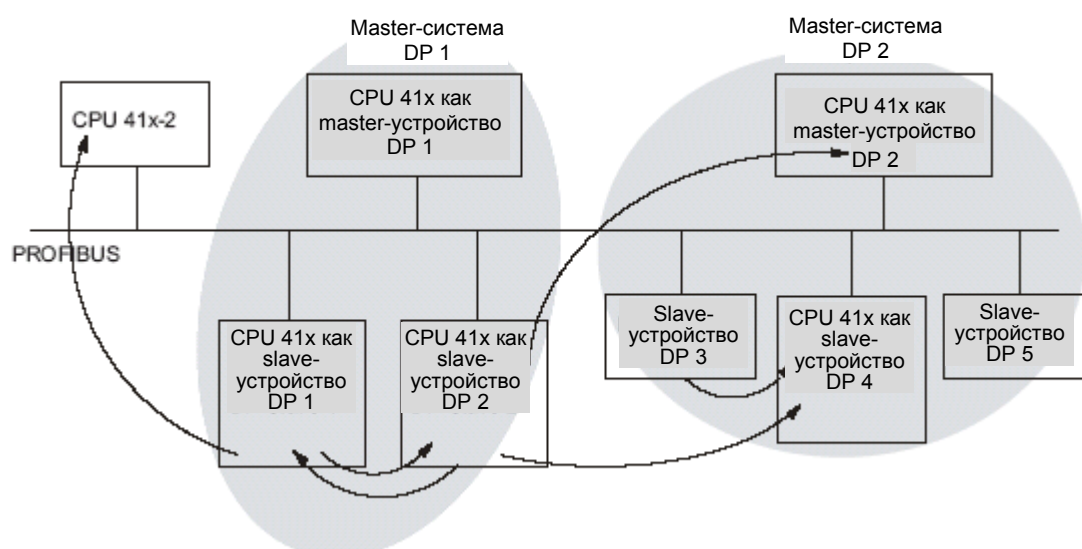 Master-система
DP 1
Master-система
DP 2
CPU 41x-2
CPU 41x как
master-устройство
DP 1
CPU 41x как
master-устройство
DP 2
PROFIBUS
CPU 41x как
slave-
устройство
DP 1
CPU 41x как
slave-
устройство
DP 2
Slave-
устройство
DP 3
CPU 41x как
slave-
устройство
DP 4
Slave-
устройство
DP 5